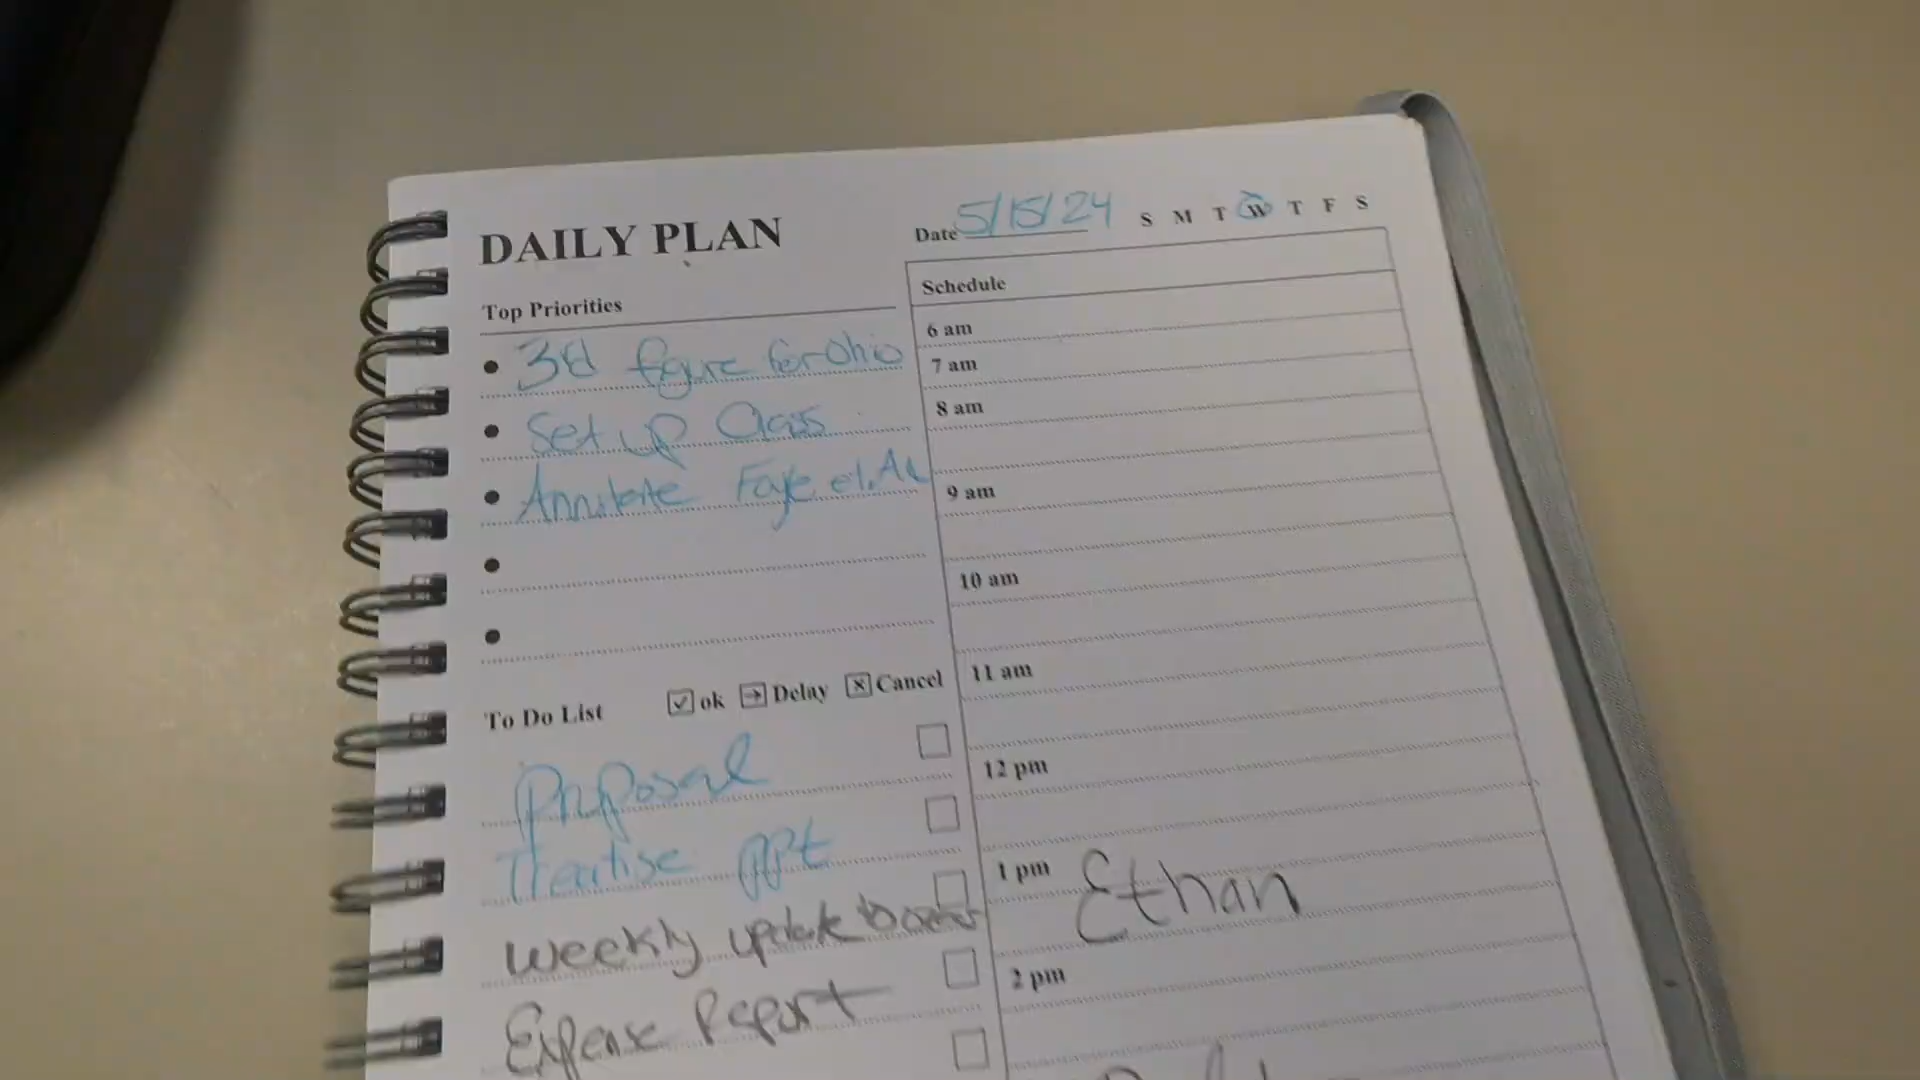 DAILY PLAN
Date 5/15/24 S M T W T F S
Top Priorities
3d figure for Ohio
Set up Class
Annotate Faye et. AL
To Do List ok Delay Cancel
Proposal
Treatise ppt
weekly update to
Expense Report
Schedule
6 am
7 am
8 am
9 am
10 am
11 am
12 pm
1 pm Ethan
2 pm